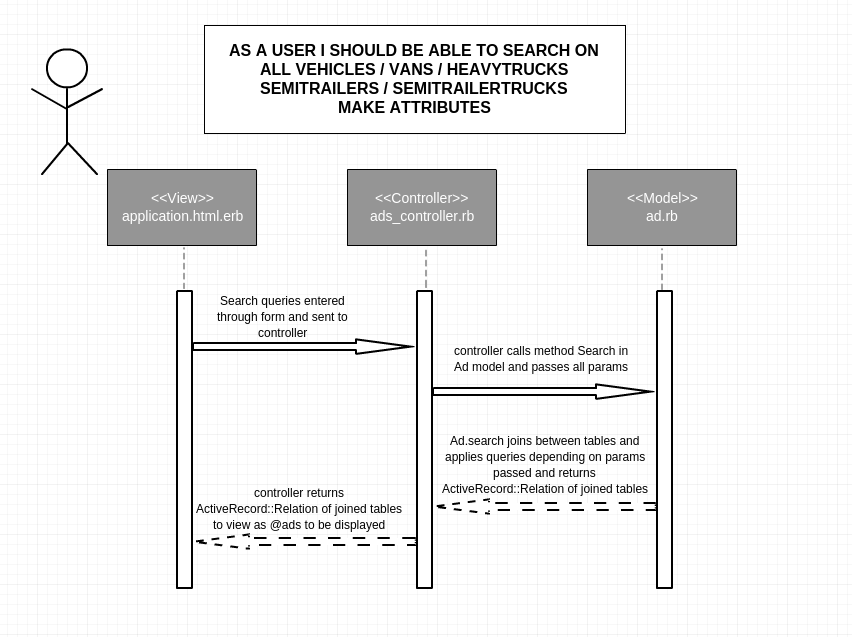 AS A USER I SHOULD BE ABLE TO SEARCH ON
ALL VEHICLES / VANS / HEAVYTRUCKS
SEMITRAILERS / SEMITRAILERTRUCKS
MAKE ATTRIBUTES
<<View>>
application.html.erb
<<Controller>>
ads_controller.rb
<<Model>>
ad.rb
Search queries entered
through form and sent to
controller
controller calls method Search in
Ad model and passes all params
Ad.search joins between tables and
applies queries depending on params
passed and returns
ActiveRecord::Relation of joined tables
controller returns
ActiveRecord::Relation of joined tables
to view as @ads to be displayed